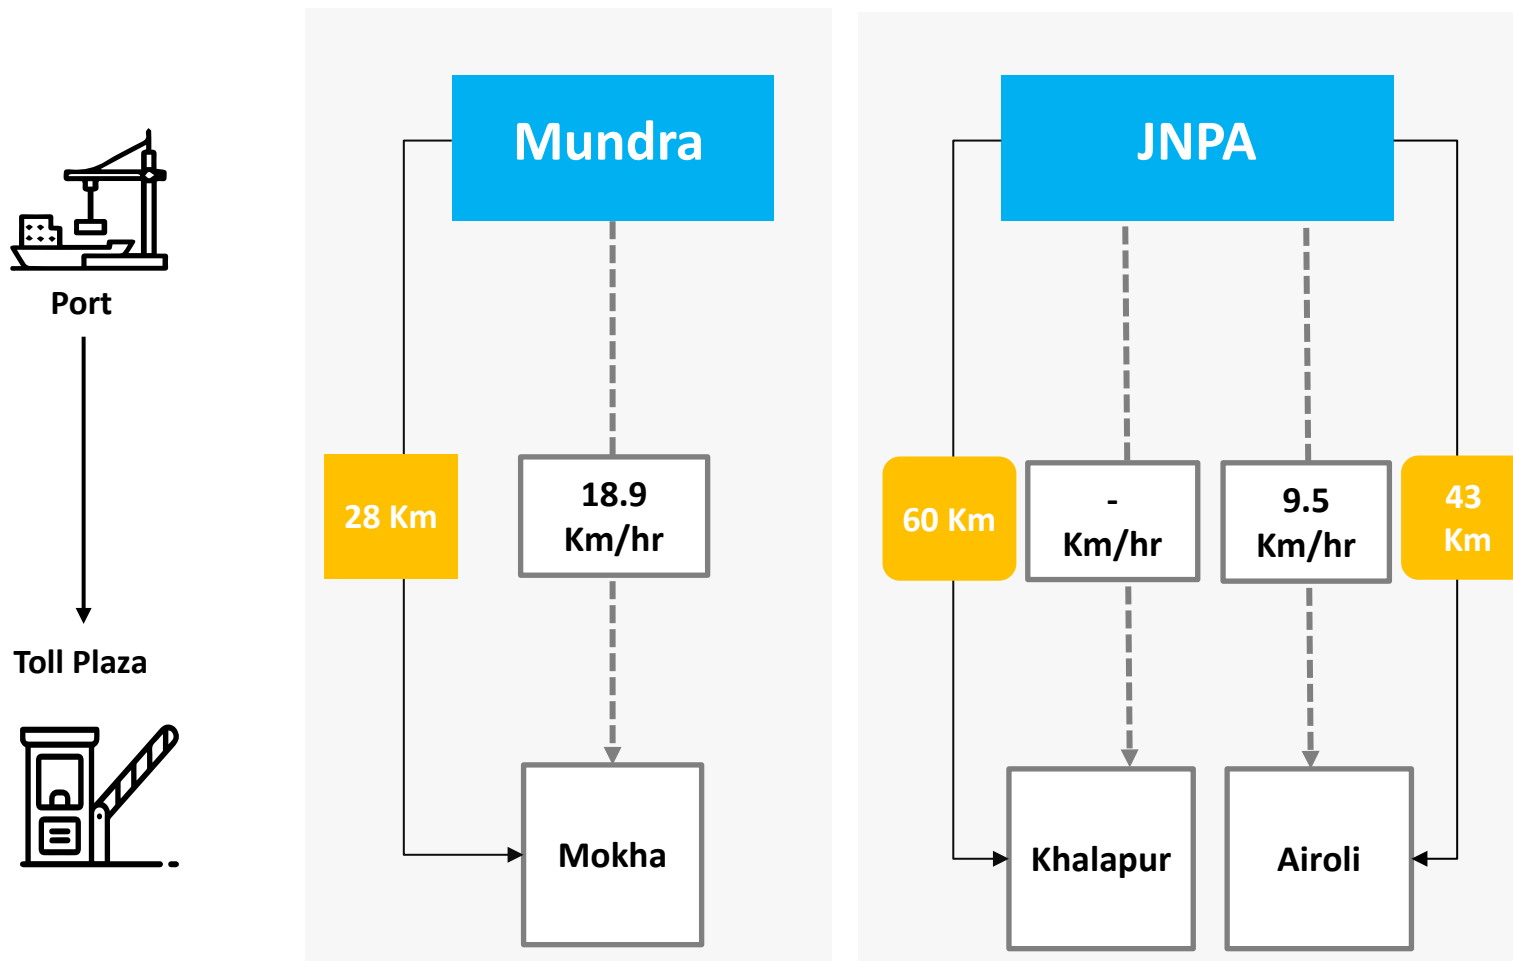 Mundra
JNPA
Port
28 Km
18.9
Km/hr
60 Km
-
Km/hr
9.5
Km/hr
43
Km
Toll Plaza
Mokha
Khalapur
Airoli